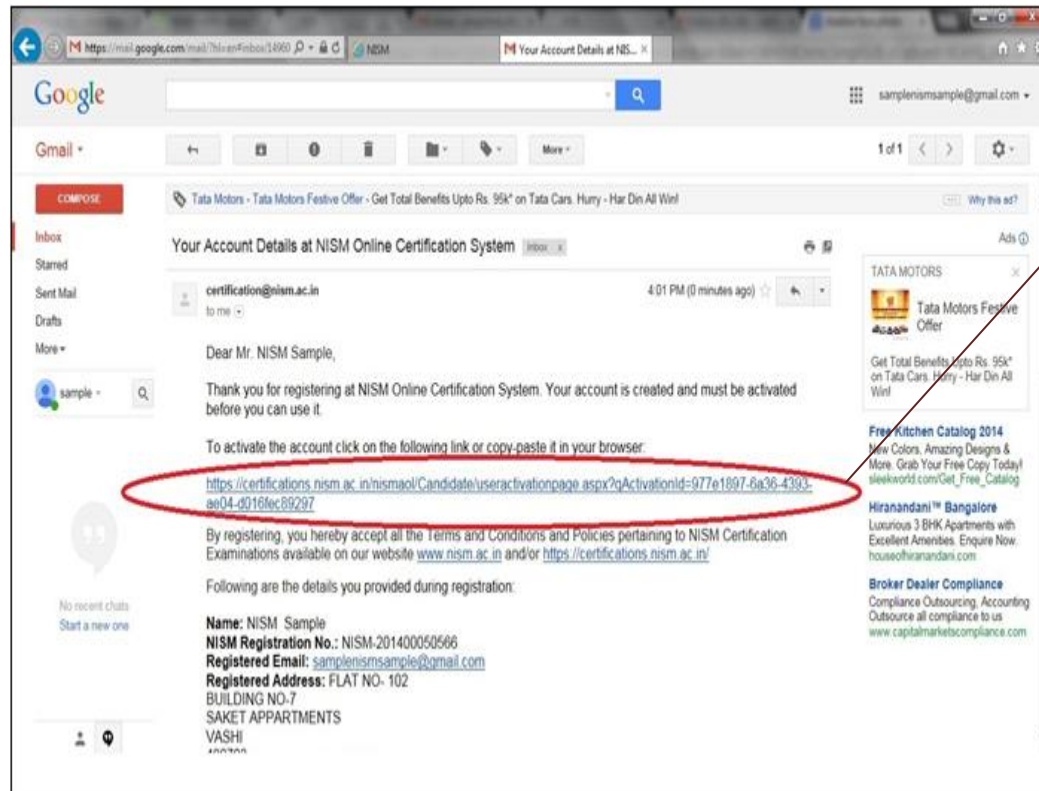 https://mail.google.com/mail/?hl=en#inbox/14960
NISM
Your Account Details at NIS...
Google
samplenismsample@gmail.com
Gmail
More
1 of 1
COMPOSE
Tata Motors - Tata Motors Festive Offer - Get Total Benefits Upto Rs. 95k* on Tata Cars. Hurry - Har Din All Win!
Why this ad?
Inbox
Starred
Sent Mail
Drafts
More
sample
No recent chats
Start a new one
Your Account Details at NISM Online Certification System
Inbox x
certification@nism.ac.in
4:01 PM (0 minutes ago)
to me
Dear Mr. NISM Sample,
Thank you for registering at NISM Online Certification System. Your account is created and must be activated
before you can use it.
To activate the account click on the following link or copy-paste it in your browser:
https://certifications.nism.ac.in/nismaol/Candidate/useractivationpage.aspx?qActivationId=977e1897-6a36-4393-
ae04-d016fec89297
By registering, you hereby accept all the Terms and Conditions and Policies pertaining to NISM Certification
Examinations available on our website www.nism.ac.in and/or https://certifications.nism.ac.in/
Following are the details you provided during registration:
Name: NISM Sample
NISM Registration No.: NISM-201400050566
Registered Email: samplenismsample@gmail.com
Registered Address: FLAT NO- 102
BUILDING NO-7
SAKET APPARTMENTS
VASHI
Ads
TATA MOTORS
Tata Motors Festive
Offer
Get Total Benefits Upto Rs. 95k*
on Tata Cars. Hurry - Har Din All
Win!
Free Kitchen Catalog 2014
New Colors, Amazing Designs &
More. Grab Your Free Copy Today!
sleekworld.com/Get_Free_Catalog
Hiranandani™ Bangalore
Luxurious 3 BHK Apartments with
Excellent Amenities. Enquire Now.
houseofhiranandani.com
Broker Dealer Compliance
Compliance Outsourcing, Accounting
Outsource all compliance to us
www.capitalmarketscompliance.com